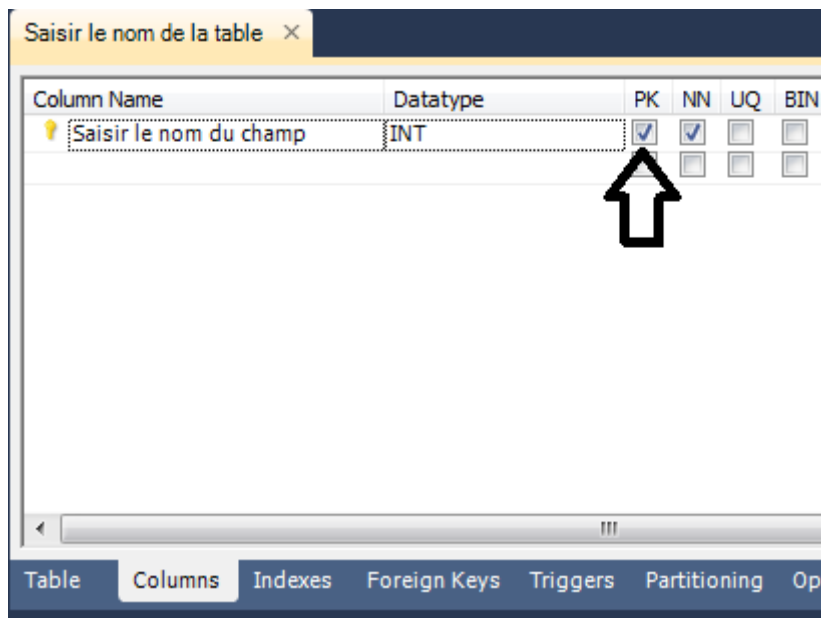 Saisir le nom de la table
Column Name Datatype PK NN UQ BIN
Saisir le nom du champ INT
Table Columns Indexes Foreign Keys Triggers Partitioning Op